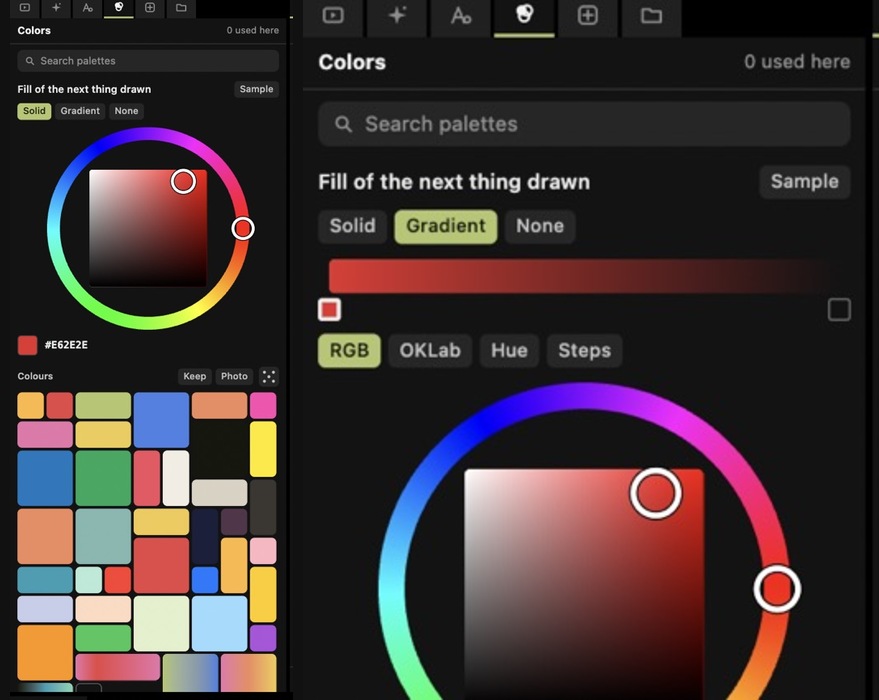 Colors
0 used here
Search palettes
Fill of the next thing drawn
Sample
Solid
Gradient
None
#E62E2E
Colours
Keep
Photo
Colors
0 used here
Search palettes
Fill of the next thing drawn
Sample
Solid
Gradient
None
RGB
OKLab
Hue
Steps